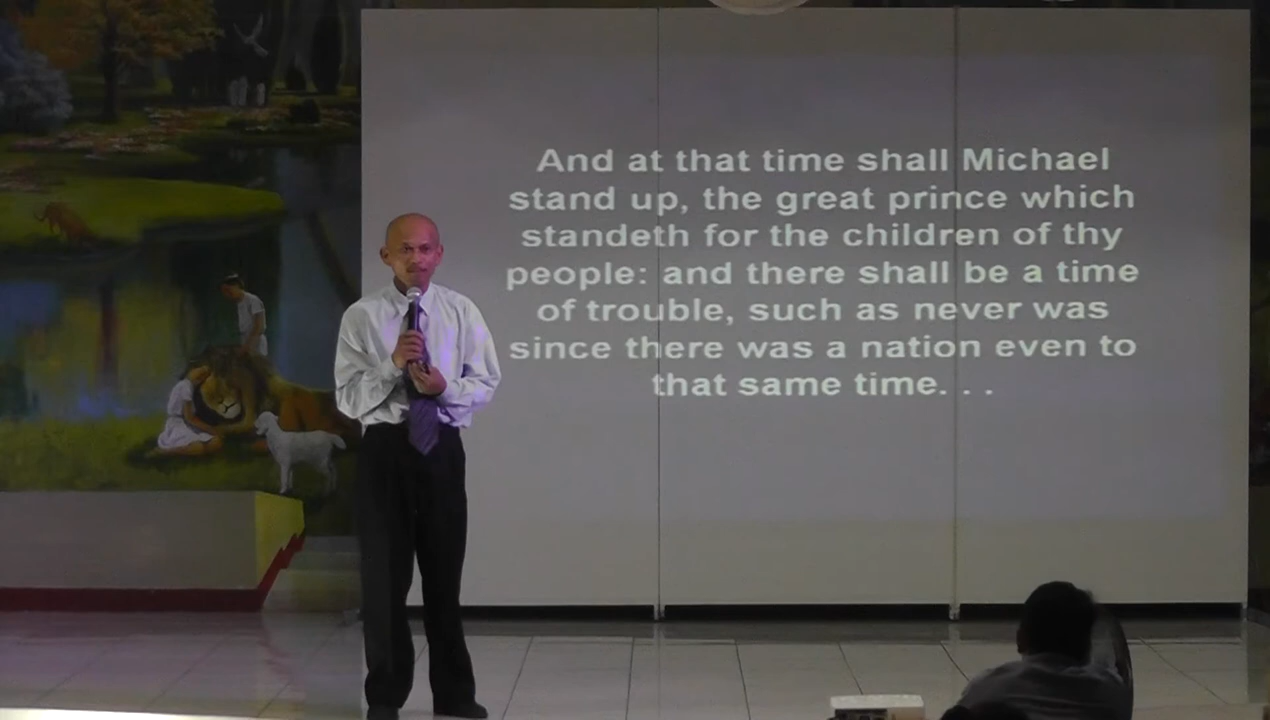 And at that time shall Michael
stand up, the great prince which
standeth for the children of thy
people: and there shall be a time
of trouble, such as never was
since there was a nation even to
that same time. . .